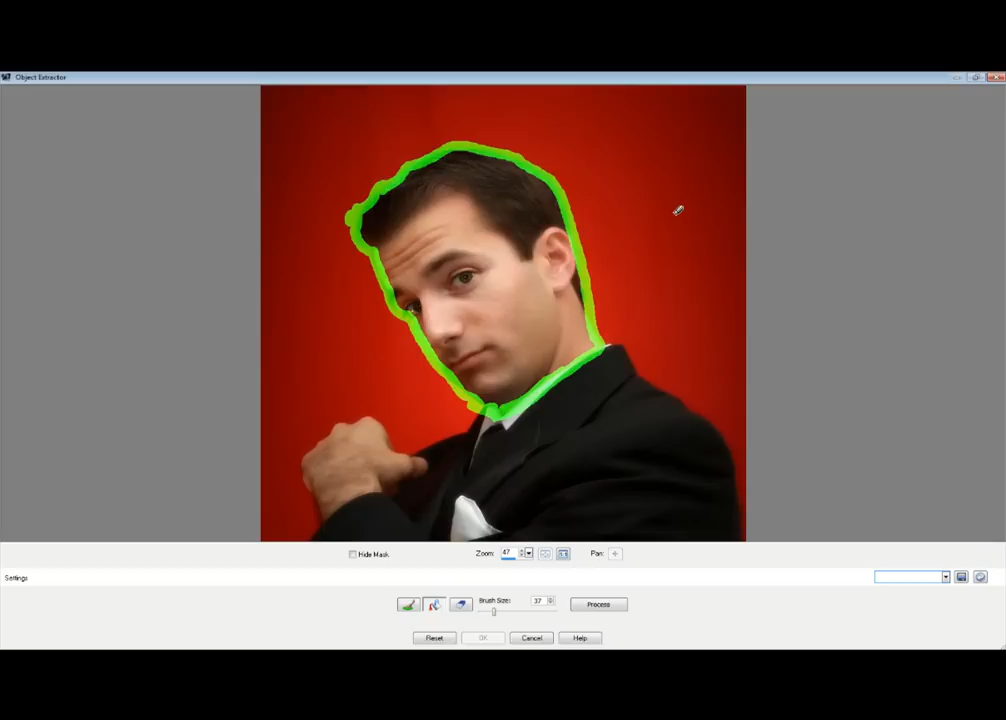 Object Extractor
Hide Mask
Zoom: 47
Pan:
Settings
Brush Size: 37
Process
Reset
OK
Cancel
Help